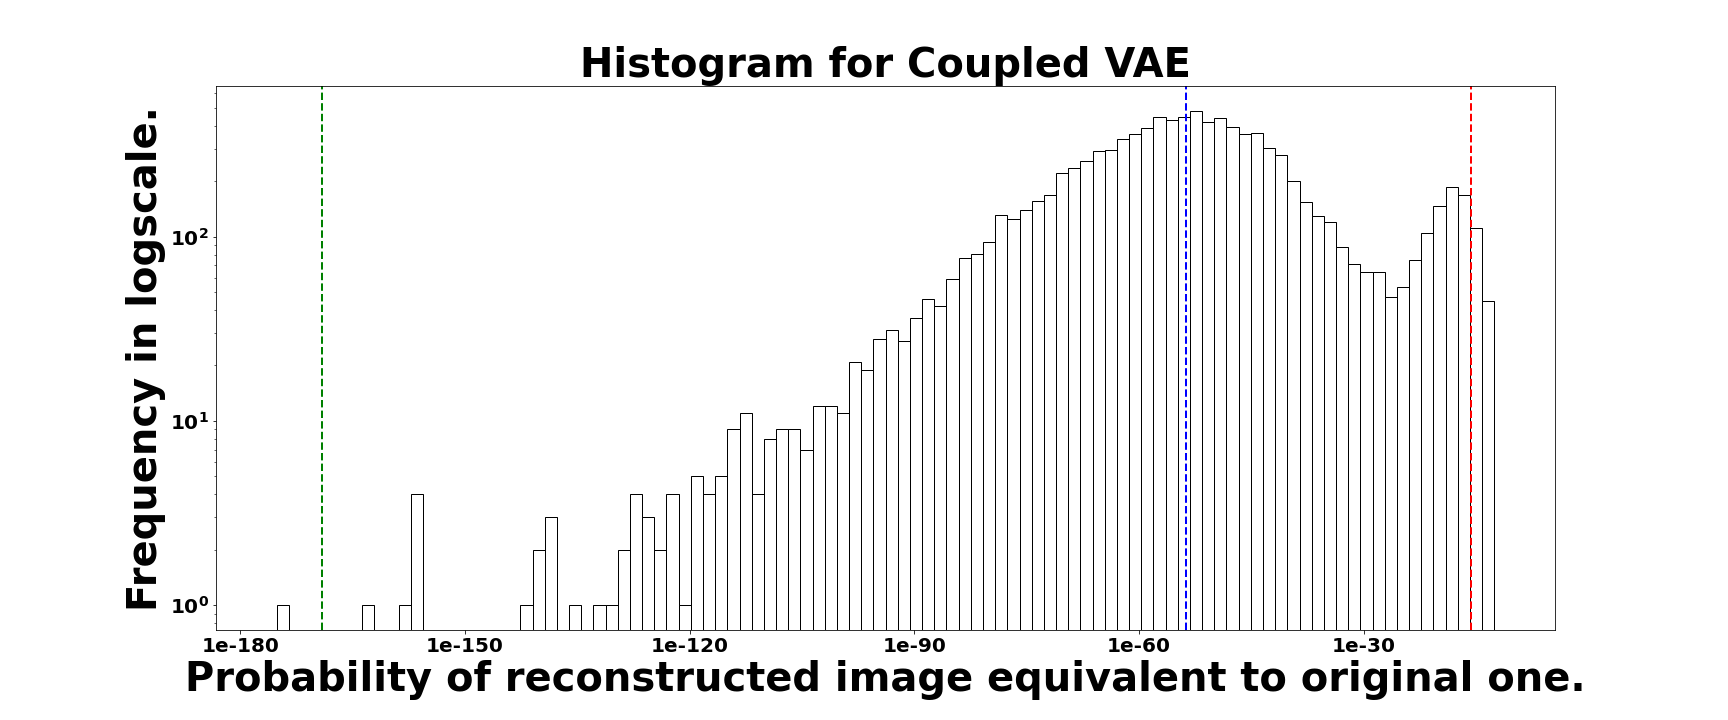 Histogram for Coupled VAE
Frequency in logscale.
10²
10¹
10⁰
1e-180 1e-150 1e-120 1e-90 1e-60 1e-30
Probability of reconstructed image equivalent to original one.